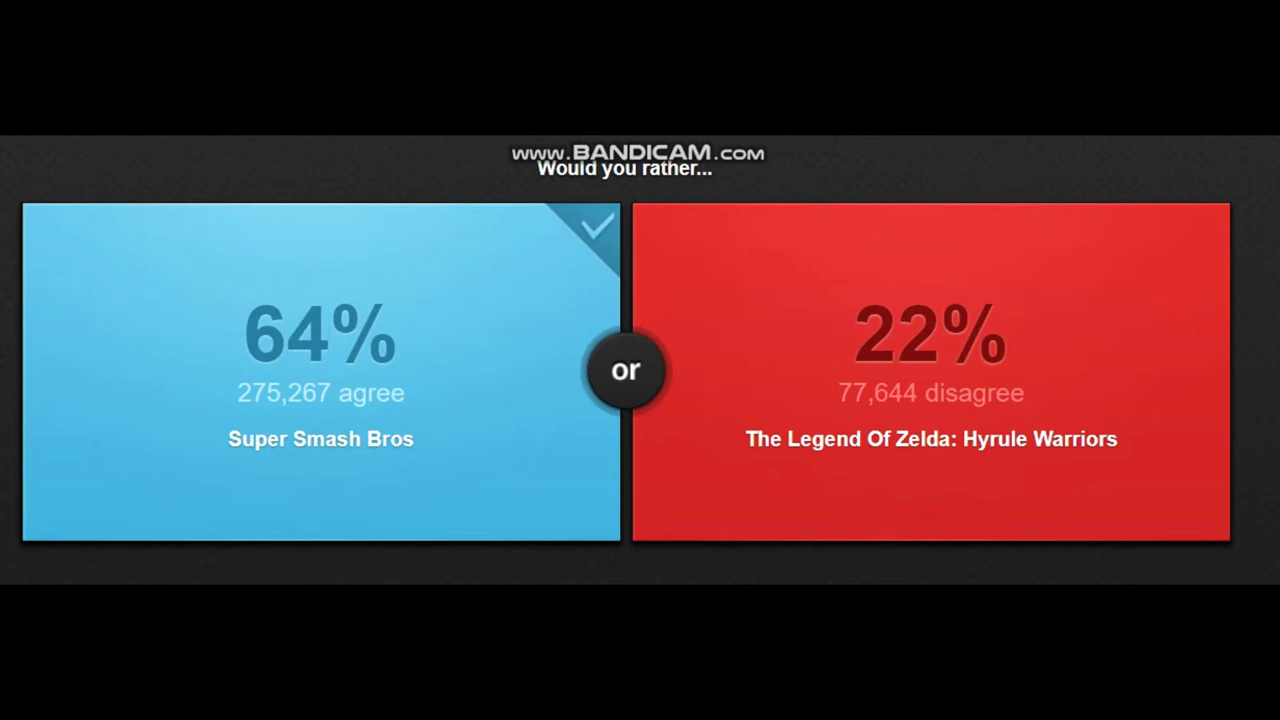 www.BANDICAM.COM
Would you rather...
64%
275,267 agree
Super Smash Bros
or
22%
77,644 disagree
The Legend Of Zelda: Hyrule Warriors